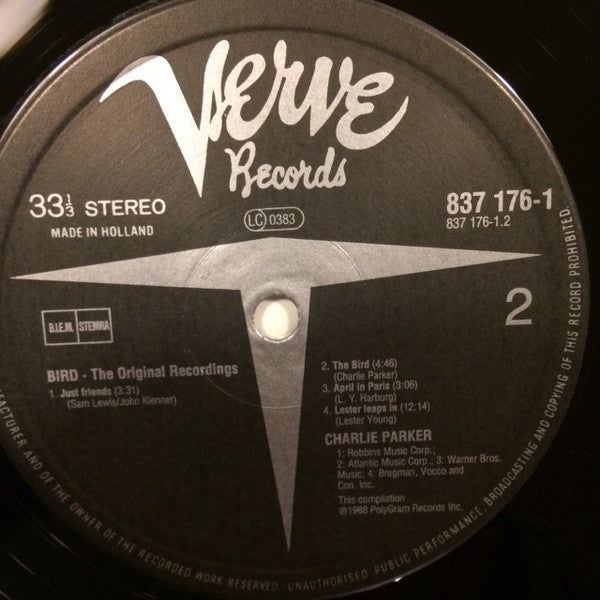 Verve
Records
33 1/3 STEREO
MADE IN HOLLAND
LC 0383
837 176-1
837 176-1.2
2
B.I.E.M. STEMRA
BIRD - The Original Recordings
1. Just friends (3:31)
(Sam Lewis/John Klenner)
2. The Bird (4:46)
(Charlie Parker)
3. April in Paris (3:06)
(L. Y. Harburg)
4. Lester leaps in (12:14)
(Lester Young)
CHARLIE PARKER
1: Robbins Music Corp.;
2: Atlantic Music Corp.; 3: Warner Bros.
Music; 4: Bregman, Vocco and
Con. Inc.
This compilation
℗1988 PolyGram Records Inc.
FACTURER AND OF THE OWNER OF THE RECORDED WORK RESERVED · UNAUTHORISED PUBLIC PERFORMANCE, BROADCASTING AND COPYING OF THIS RECORD PROHIBITED.